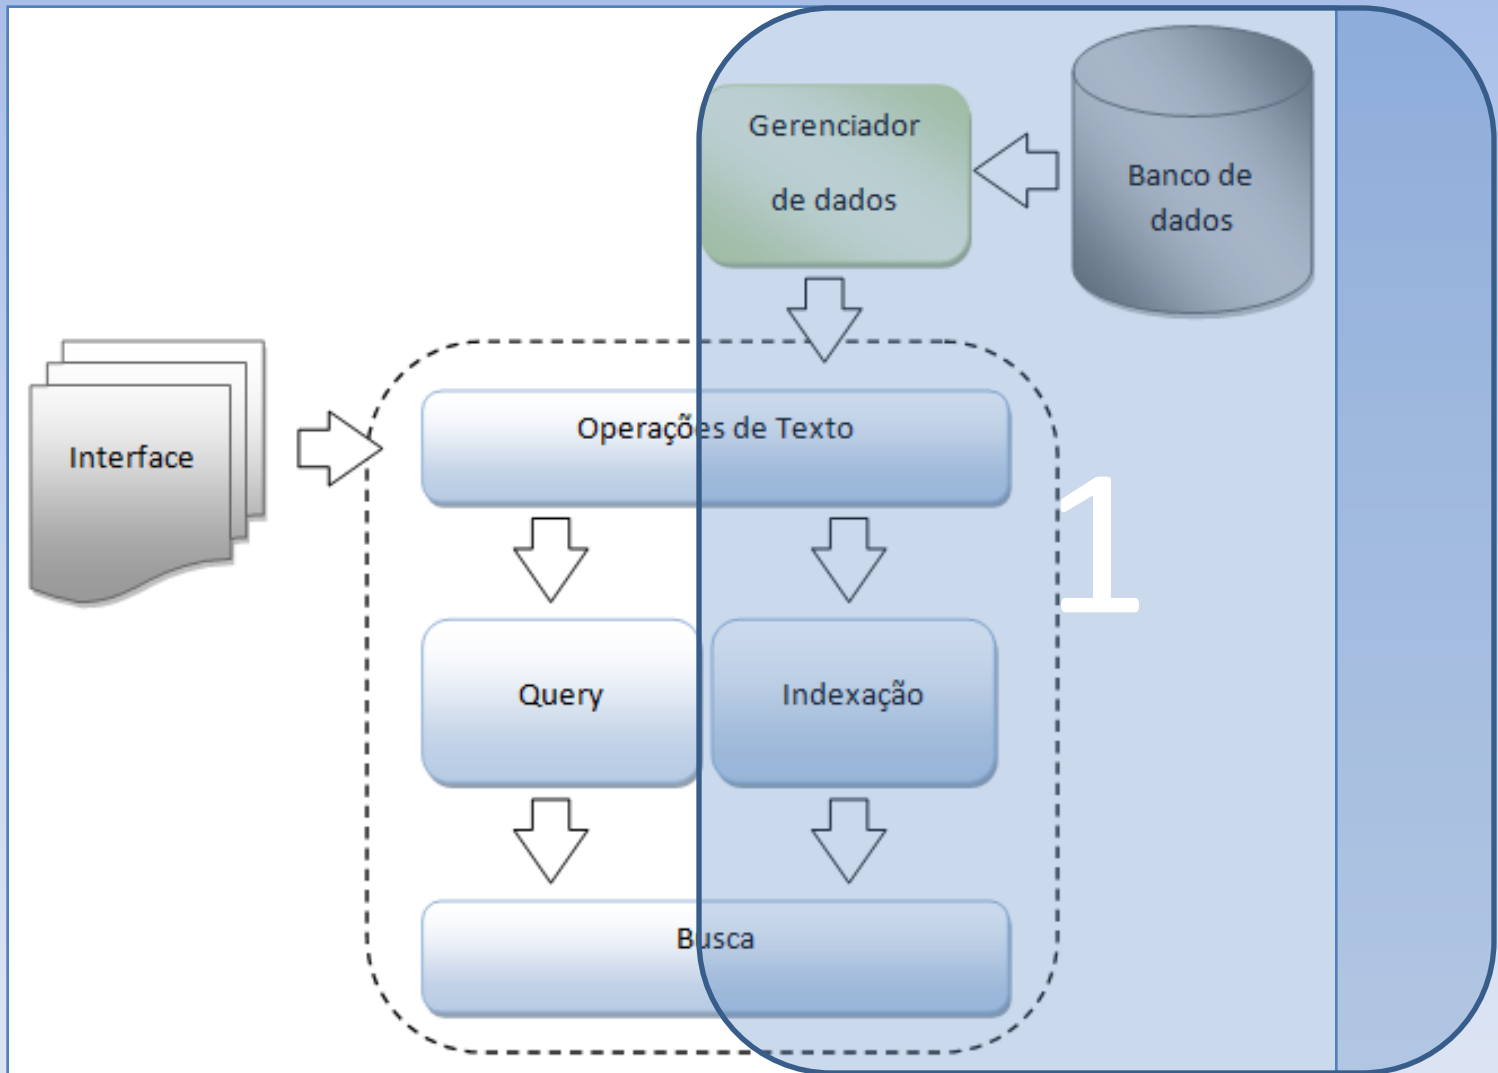 Gerenciador
de dados
Banco de
dados
Interface
Operações de Texto
1
Query
Indexação
Busca